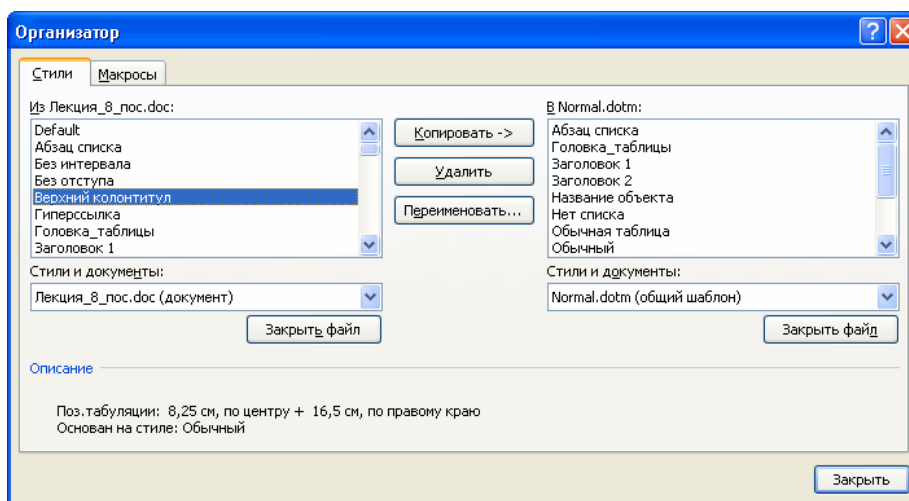 Организатор
Стили Макросы
Из Лекция_8_пос.doc:
Default
Абзац списка
Без интервала
Без отступа
Верхний колонтитул
Гиперссылка
Головка_таблицы
Заголовок 1
Копировать ->
Удалить
Переименовать...
В Normal.dotm:
Абзац списка
Головка_таблицы
Заголовок 1
Заголовок 2
Название объекта
Нет списка
Обычная таблица
Обычный
Стили и документы:
Лекция_8_пос.doc (документ)
Закрыть файл
Стили и документы:
Normal.dotm (общий шаблон)
Закрыть файл
Описание
Поз.табуляции: 8,25 см, по центру + 16,5 см, по правому краю
Основан на стиле: Обычный
Закрыть